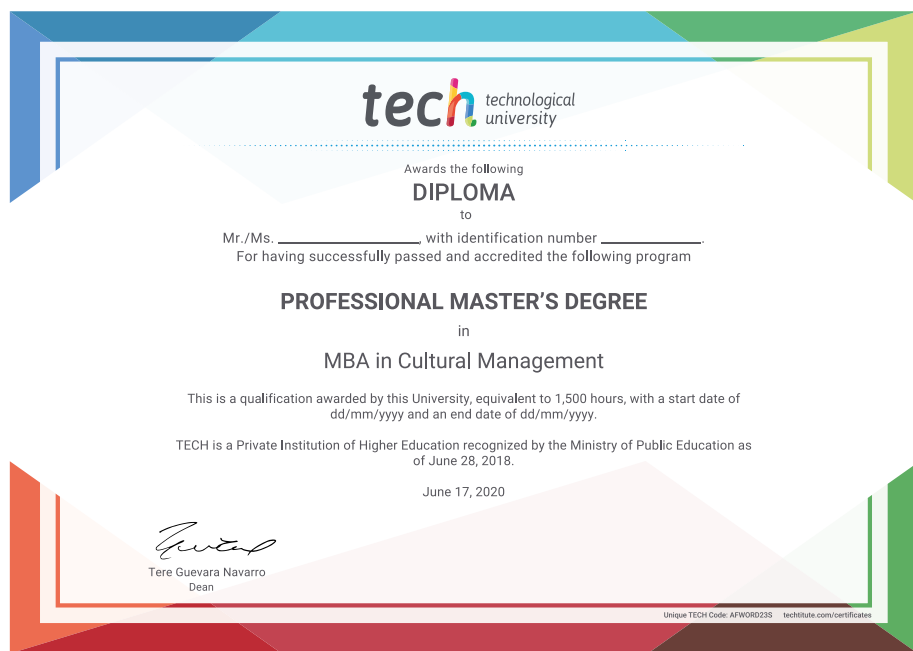 tech technological
university
Awards the following
DIPLOMA
to
Mr./Ms. ____________________, with identification number ______________.
For having successfully passed and accredited the following program
PROFESSIONAL MASTER'S DEGREE
in
MBA in Cultural Management
This is a qualification awarded by this University, equivalent to 1,500 hours, with a start date of
dd/mm/yyyy and an end date of dd/mm/yyyy.
TECH is a Private Institution of Higher Education recognized by the Ministry of Public Education as
of June 28, 2018.
June 17, 2020
Tere Guevara Navarro
Dean
Unique TECH Code: AFWORD23S techtitute.com/certificates